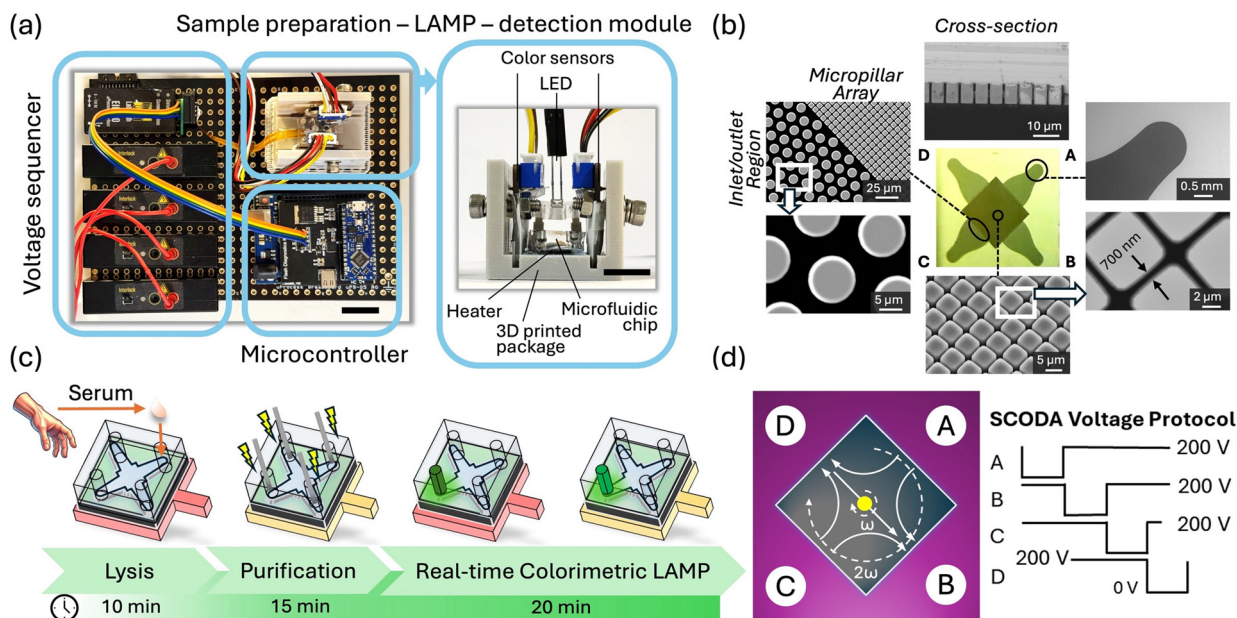 (a)
Sample preparation – LAMP – detection module
Voltage sequencer
Interlock
Interlock
Interlock
Interlock
Microcontroller
Color sensors
LED
Heater
3D printed
package
Microfluidic
chip
(b)
Cross-section
Micropillar
Array
Inlet/outlet
Region
10 µm
25 µm
5 µm
D
A
C
B
0.5 mm
700 nm
2 µm
5 µm
(c)
Serum
Lysis
Purification
Real-time Colorimetric LAMP
10 min
15 min
20 min
(d)
D
A
C
B
ω
2ω
SCODA Voltage Protocol
A
200 V
B
200 V
C
200 V
D
200 V
0 V